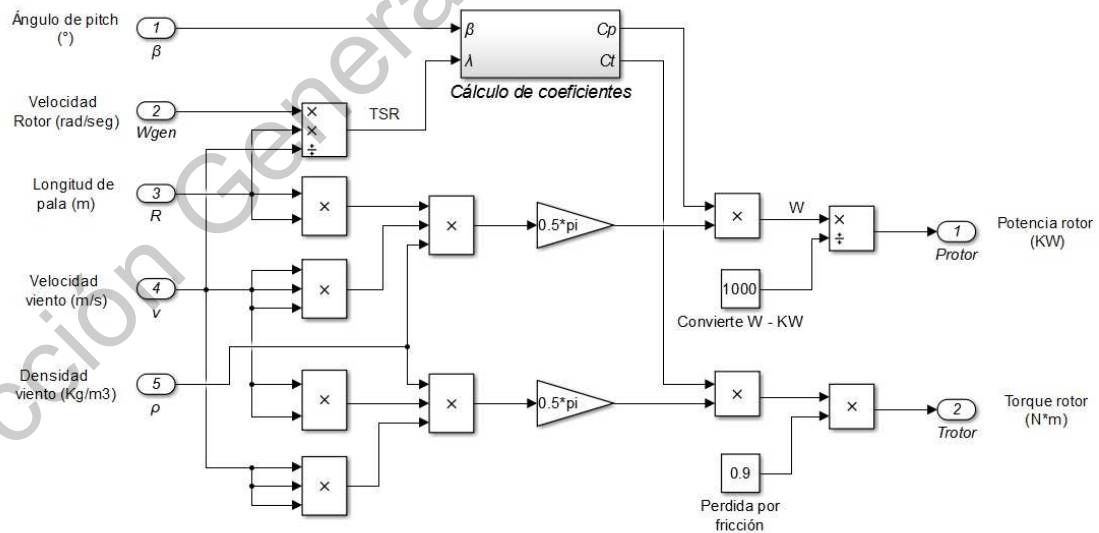 cción General
Ángulo de pitch
(°)
1
β
β
λ
Cp
Ct
Cálculo de coeficientes
Velocidad
Rotor (rad/seg)
2
Wgen
×
×
÷
TSR
Longitud de
pala (m)
3
R
×
×
0.5*pi
×
W
×
÷
1
Protor
Potencia rotor
(KW)
Velocidad
viento (m/s)
4
v
×
1000
Convierte W - KW
Densidad
viento (Kg/m3)
5
ρ
×
×
0.5*pi
×
×
2
Trotor
Torque rotor
(N*m)
×
0.9
Perdida por
fricción